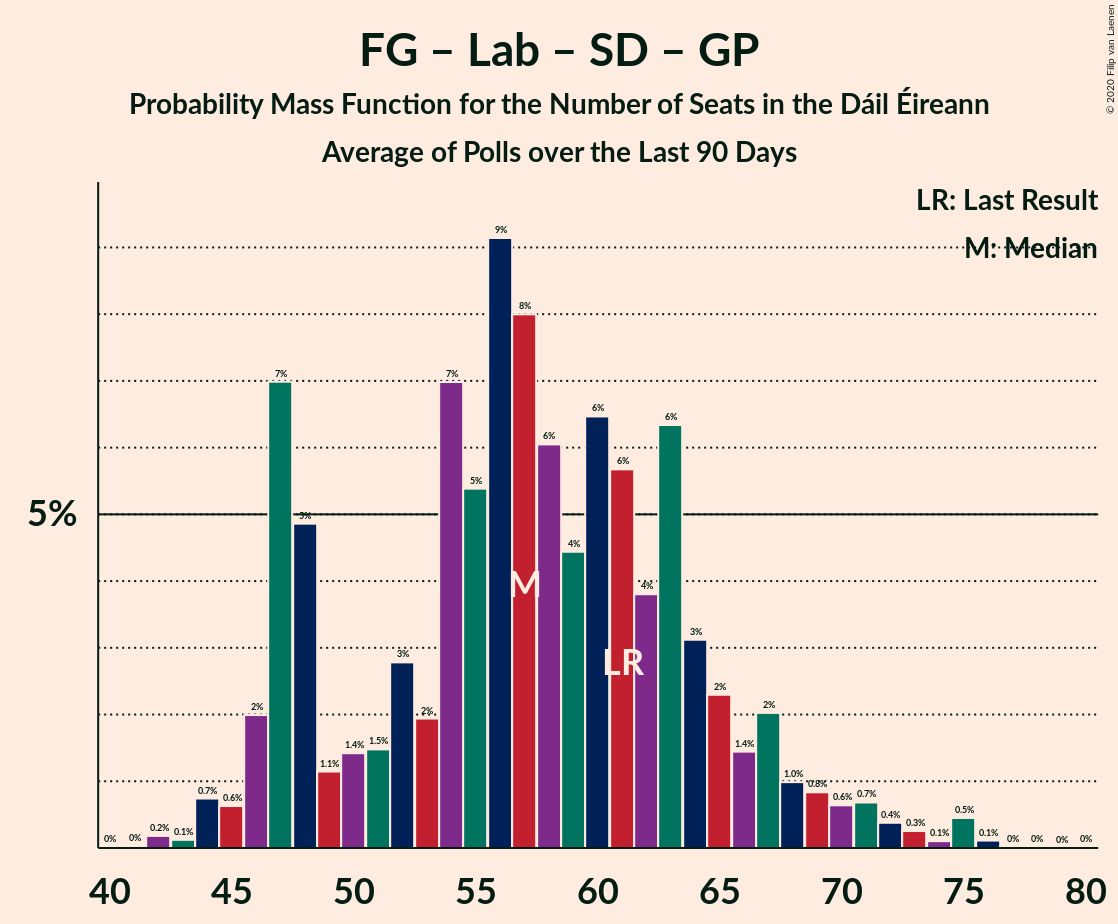 FG – Lab – SD – GP
Probability Mass Function for the Number of Seats in the Dáil Éireann
Average of Polls over the Last 90 Days
© 2020 Filip van Laenen
LR: Last Result
M: Median
5%
0% 0% 0.2% 0.1% 0.7% 0.6% 2% 7% 5% 1.1% 1.4% 1.5% 3% 2% 7% 5% 9% 8% 6% 4% 6% 6% 4% 6% 3% 2% 1.4% 2% 1.0% 0.8% 0.6% 0.7% 0.4% 0.3% 0.1% 0.5% 0.1% 0% 0% 0% 0%
M
LR
40 45 50 55 60 65 70 75 80